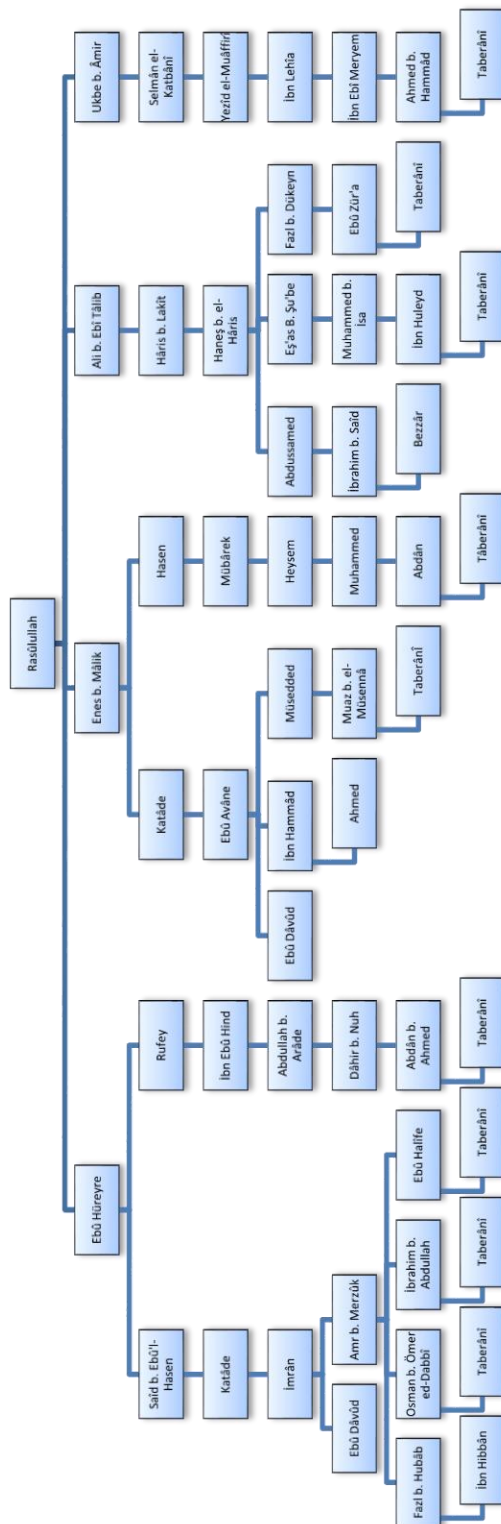 Rasûlullah
Ebû Hüreyre
Enes b. Mâlik
Ali b. Ebî Tâlib
Ukbe b. Âmir
Said b. Ebû'l-
Hasen
Rufey
Katâde
Hasen
Hâris b. Lakît
Selmân el-
Katbânî
Katâde
İbn Ebû Hind
Ebû Avâne
Mübârek
Haneş b. el-
Hâris
Yezîd el-Muâffirî
İmrân
Abdullah b.
Arâde
Ebû Dâvûd
İbn Hammâd
Müsedded
Heysem
Abdussamed
Eş'as B. Şu'be
Fazl b. Dükeyn
İbn Lehîa
Ebû Dâvûd
Amr b. Merzûk
Dâhir b. Nuh
Ahmed
Muaz b. el-
Müsennâ
Muhammed
İbrahim b. Saîd
Muhammed b.
İsa
Ebû Zür'a
İbn Ebî Meryem
Fazl b. Hubâb
Osman b. Ömer
ed-Dabbî
İbrahim b.
Abdullah
Ebû Halîfe
Abdân b.
Ahmed
Taberânî
Abdân
Bezzâr
İbn Huleyd
Taberânî
Ahmed b.
Hammâd
İbn Hibbân
Taberânî
Taberânî
Taberânî
Taberânî
Tâberânî
Taberânî
Taberânî